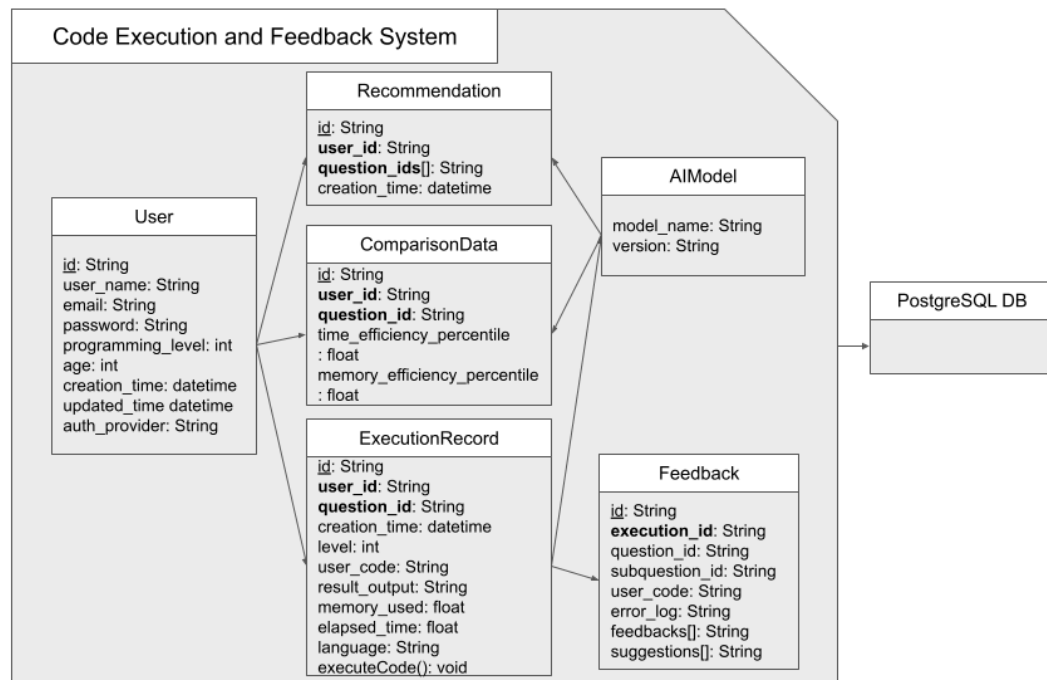 Code Execution and Feedback System
Recommendation
id: String
user_id: String
question_ids[]: String
creation_time: datetime
User
id: String
user_name: String
email: String
password: String
programming_level: int
age: int
creation_time: datetime
updated_time datetime
auth_provider: String
ComparisonData
id: String
user_id: String
question_id: String
time_efficiency_percentile
: float
memory_efficiency_percentile
: float
ExecutionRecord
id: String
user_id: String
question_id: String
creation_time: datetime
level: int
user_code: String
result_output: String
memory_used: float
elapsed_time: float
language: String
executeCode(): void
AIModel
model_name: String
version: String
Feedback
id: String
execution_id: String
question_id: String
subquestion_id: String
user_code: String
error_log: String
feedbacks[]: String
suggestions[]: String
PostgreSQL DB